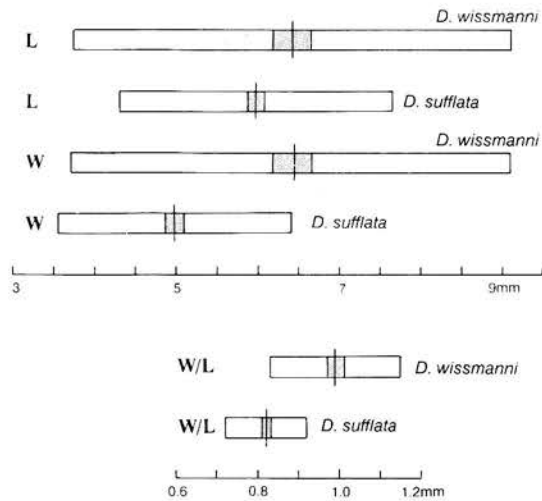 D. wissmanni
L
L D. sufflata
D. wissmanni
W
W D. sufflata
3 5 7 9mm
W/L D. wissmanni
W/L D. sufflata
0.6 0.8 1.0 1.2mm